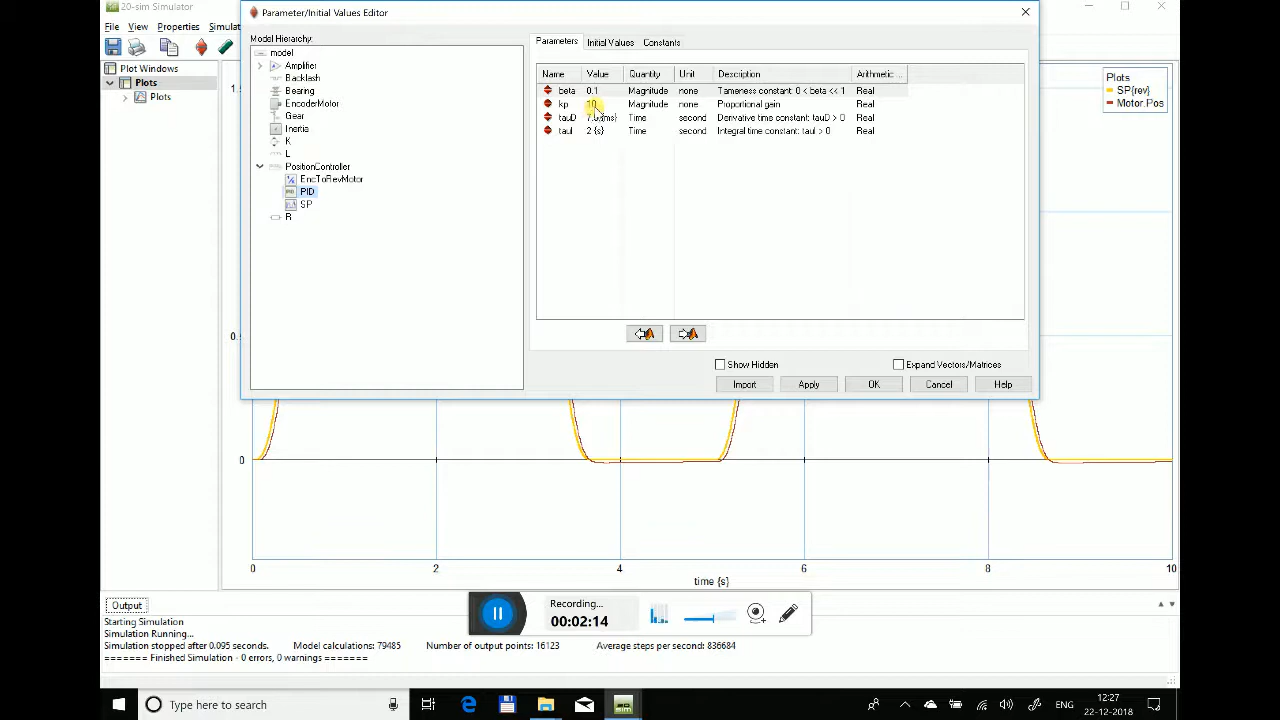 20-sim Simulator
File View Properties Simulat
Plot Windows
Plots
Plots
Parameter/Initial Values Editor
Model Hierarchy:
model
Amplifier
Backlash
Bearing
EncoderMotor
Gear
Inertia
K
L
PositionController
EncToRevMotor
PID
SP
R
Parameters Initial Values Constants
Name Value Quantity Unit Description Arithmetic ...
beta 0.1 Magnitude none Tameness constant: 0 < beta << 1 Real
kp 10 Magnitude none Proportional gain Real
tauD Time second Derivative time constant: tauD > 0 Real
tauI 2 {s} Time second Integral time constant: tauI > 0 Real
Show Hidden Expand Vectors/Matrices
Import Apply OK Cancel Help
Plots
SP{rev}
Motor.Pos
0
0 2 4 6 8 10
time {s}
Output
Starting Simulation
Simulation Running...
Simulation stopped after 0.095 seconds. Model calculations: 79485 Number of output points: 16123 Average steps per second: 836684
======= Finished Simulation - 0 errors, 0 warnings =======
Recording...
00:02:14
Type here to search
ENG
12:27
22-12-2018